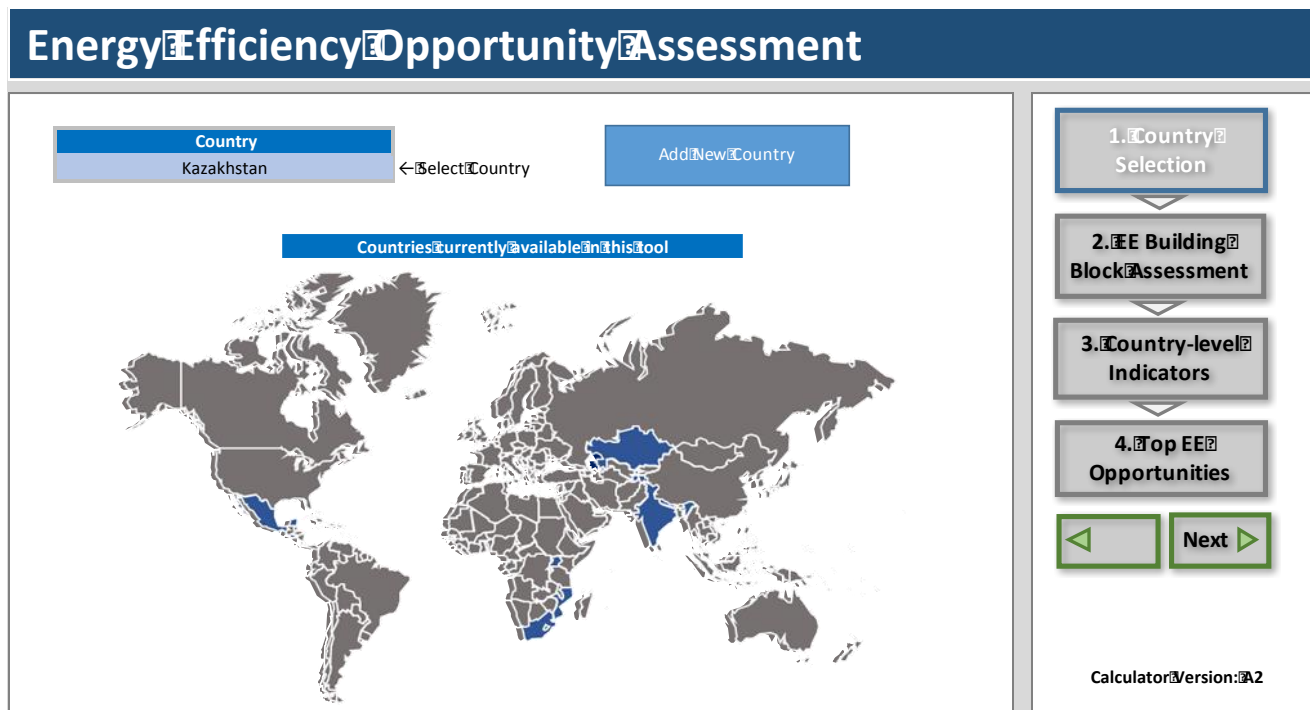 Energy Efficiency Opportunity Assessment
Country
Kazakhstan
← Select Country
Add New Country
Countries currently available in this tool
1. Country
Selection
2. EE Building
Block Assessment
3. Country-level
Indicators
4. Top EE
Opportunities
Next
Calculator Version: A2